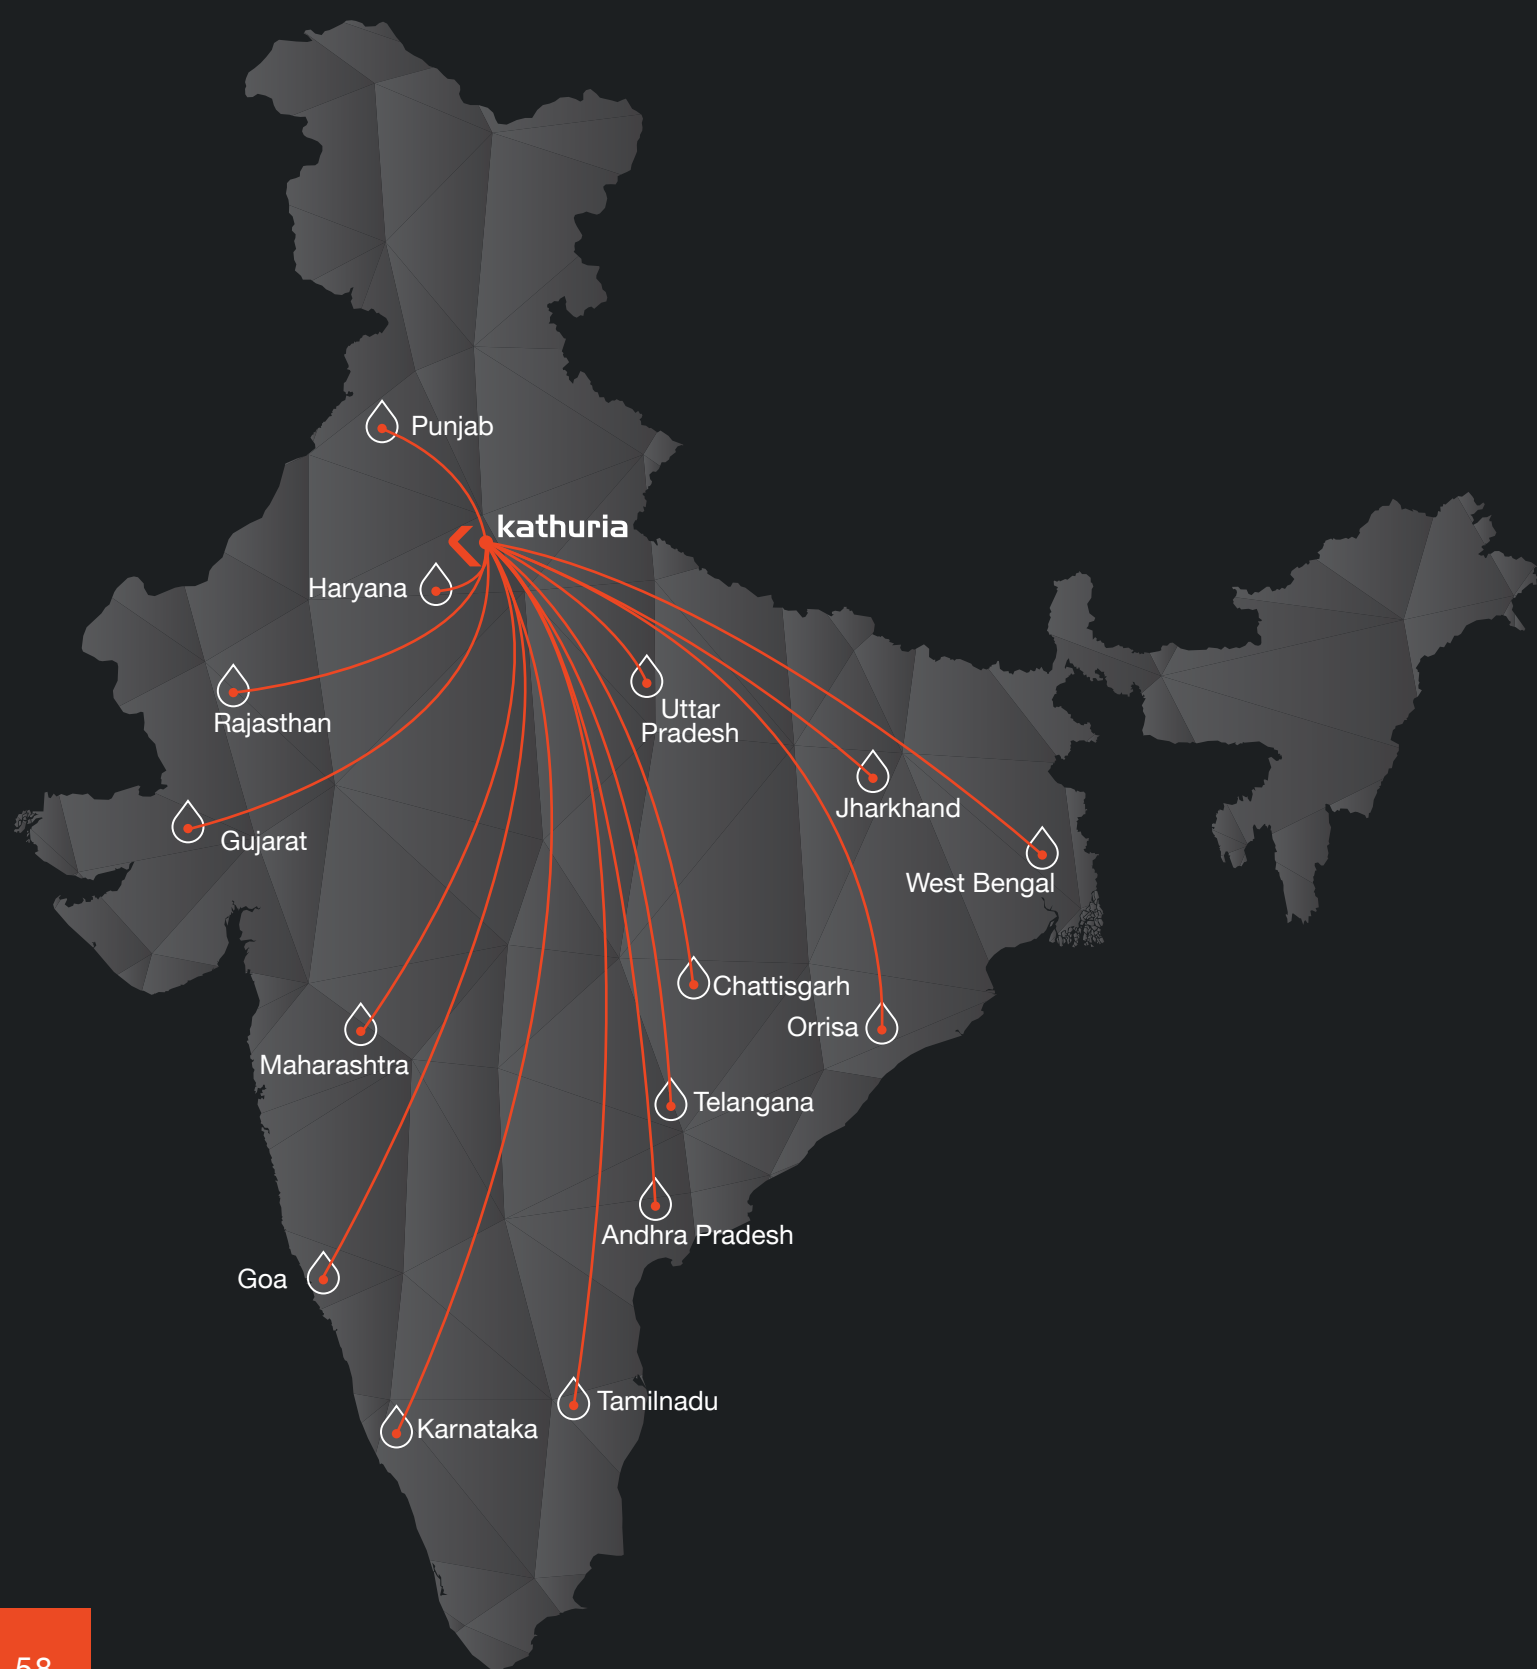 Punjab
kathuria
Haryana
Rajasthan
Uttar
Pradesh
Jharkhand
Gujarat
West Bengal
Chattisgarh
Orrisa
Maharashtra
Telangana
Andhra Pradesh
Goa
Tamilnadu
Karnataka
58